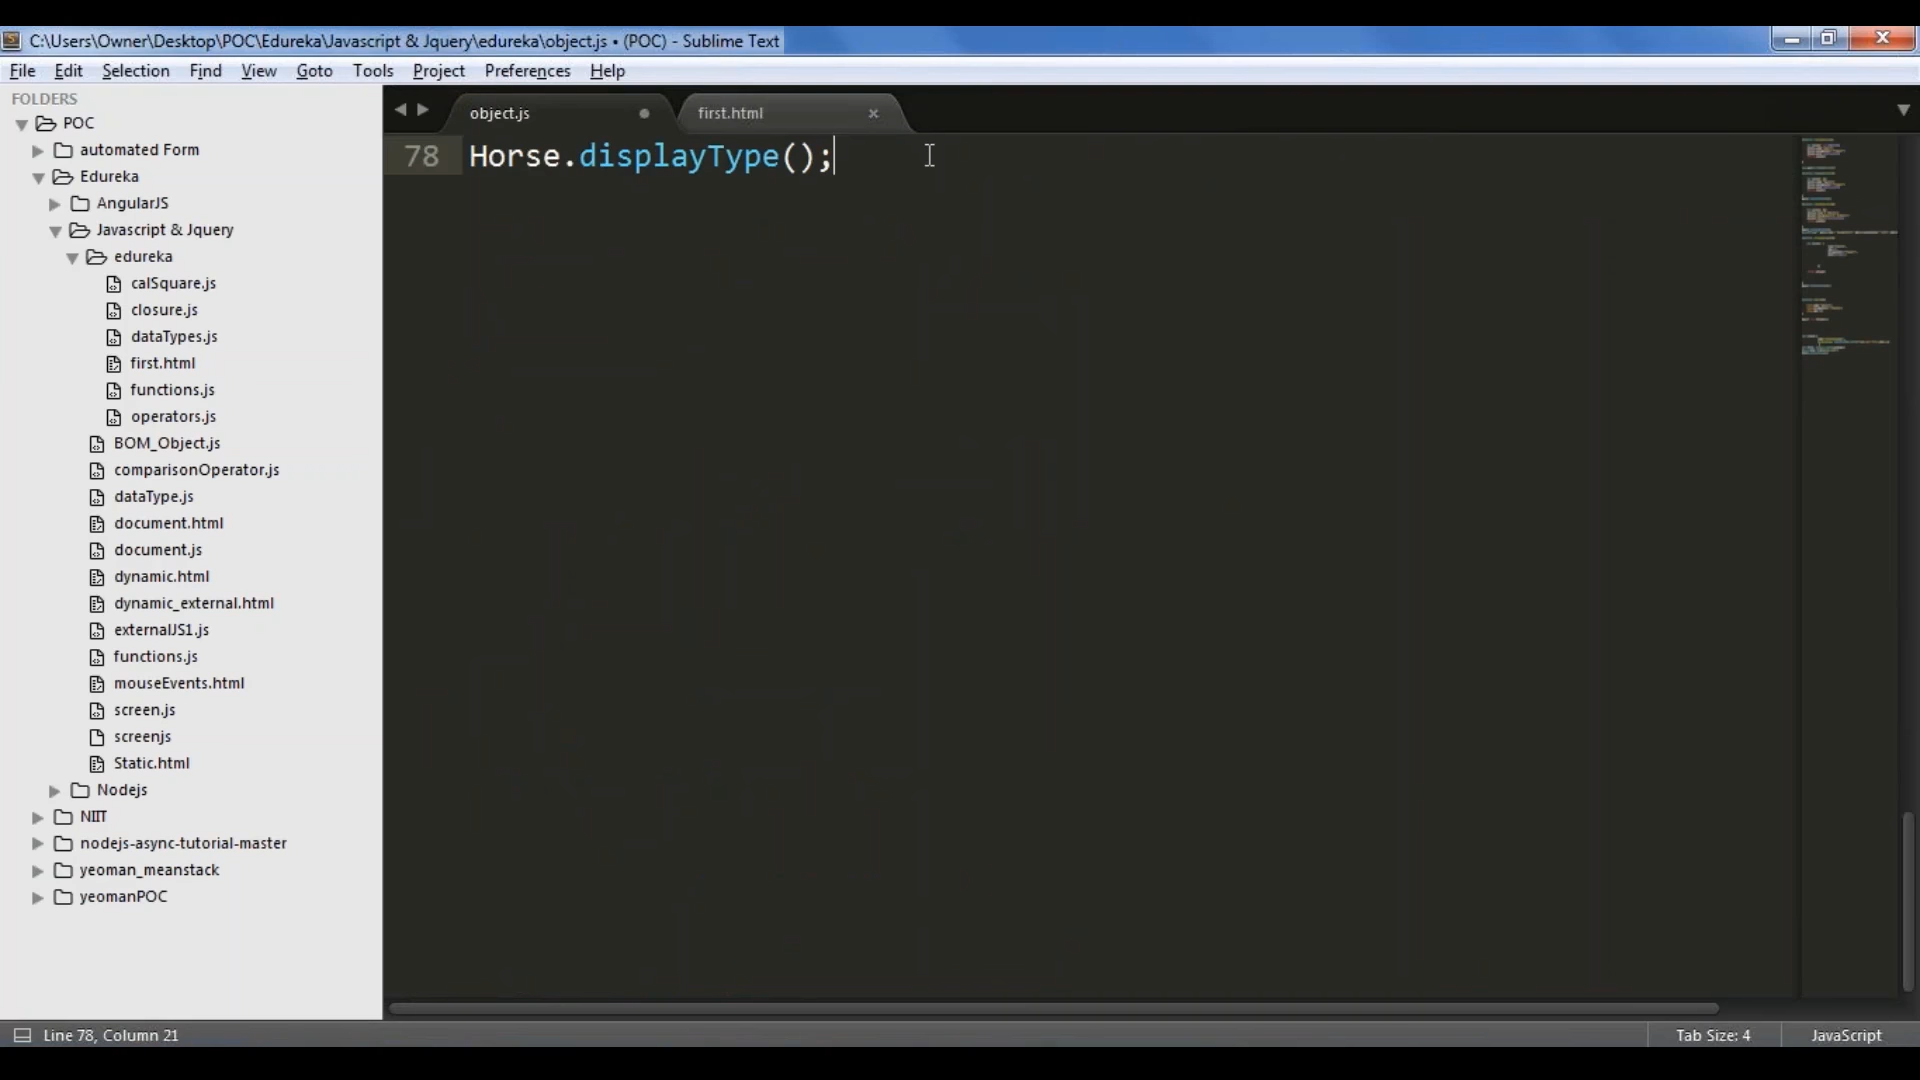 C:\Users\Owner\Desktop\POC\Edureka\Javascript & Jquery\edureka\object.js • (POC) - Sublime Text
File Edit Selection Find View Goto Tools Project Preferences Help
FOLDERS
POC
automated Form
Edureka
AngularJS
Javascript & Jquery
edureka
calSquare.js
closure.js
dataTypes.js
first.html
functions.js
operators.js
BOM_Object.js
comparisonOperator.js
dataType.js
document.html
document.js
dynamic.html
dynamic_external.html
externalJS1.js
functions.js
mouseEvents.html
screen.js
screenjs
Static.html
Nodejs
NIIT
nodejs-async-tutorial-master
yeoman_meanstack
yeomanPOC
object.js first.html
78 Horse.displayType();
Line 78, Column 21 Tab Size: 4 JavaScript